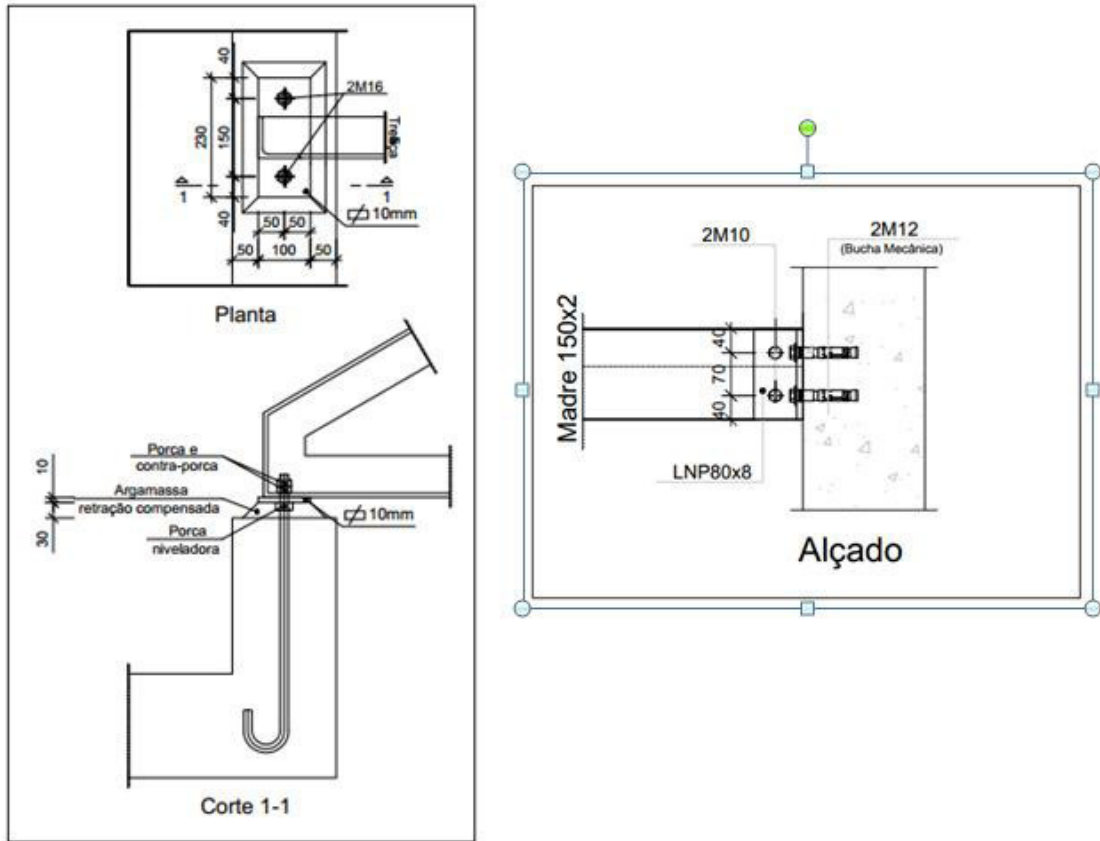 40
2M16
230
150
Treliça
1
1
40
10mm
50
50
50
100
50
Planta
10
30
Porca e
contra-porca
Argamassa
retração compensada
Porca
niveladora
10mm
Corte 1-1
2M10
2M12
(Bucha Mecânica)
Madre 150x2
40
70
40
LNP80x8
Alçado